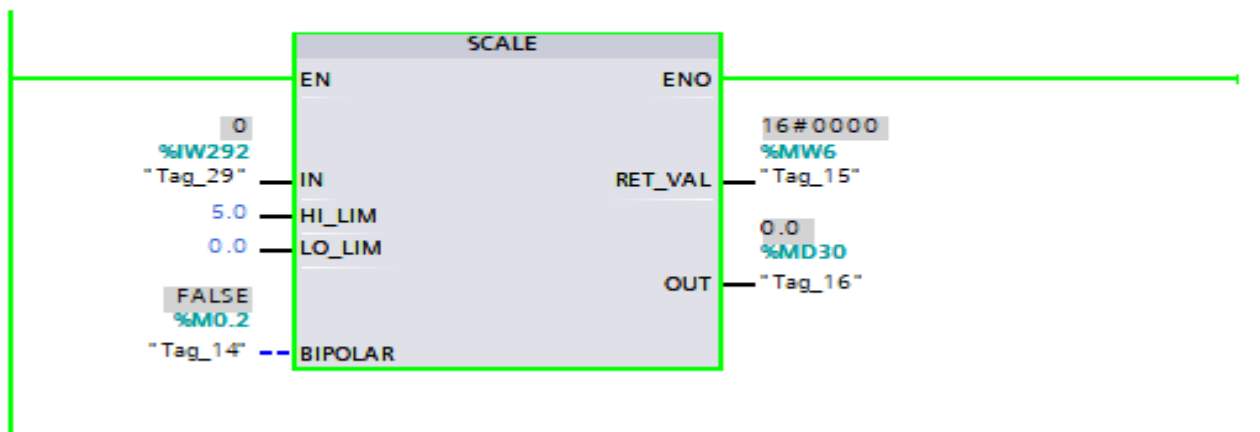 SCALE
EN ENO
0
%IW292
"Tag_29" IN
5.0 HI_LIM
0.0 LO_LIM
FALSE
%M0.2
"Tag_14" BIPOLAR
16#0000
%MW6
RET_VAL "Tag_15"
0.0
%MD30
OUT "Tag_16"